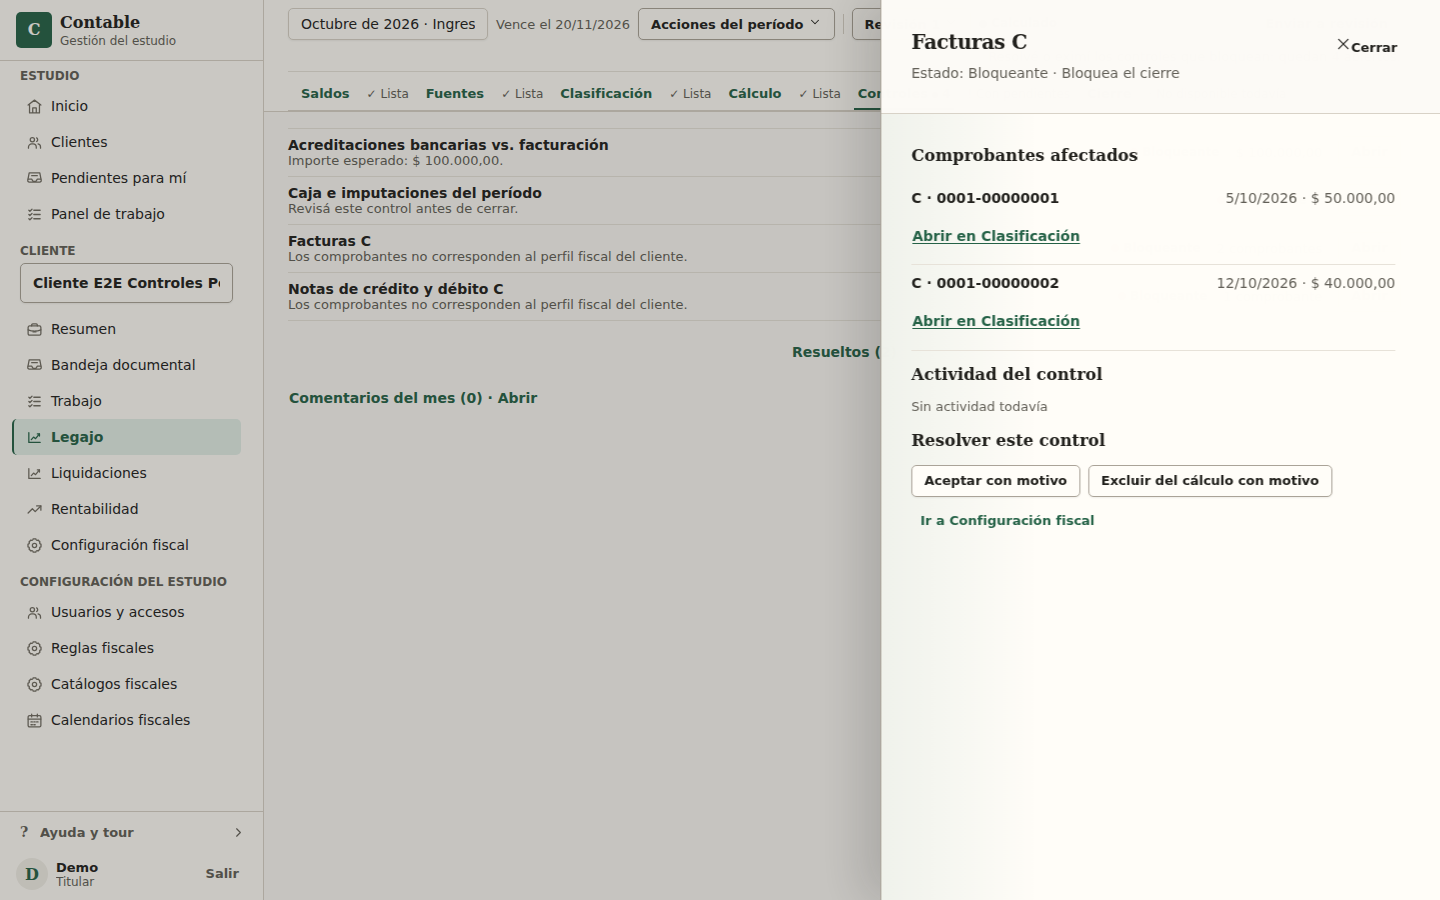 C
Contable
Gestión del estudio
ESTUDIO
Inicio
Clientes
Pendientes para mí
Panel de trabajo
CLIENTE
Cliente E2E Controles
Resumen
Bandeja documental
Trabajo
Legajo
Liquidaciones
Rentabilidad
Configuración fiscal
CONFIGURACIÓN DEL ESTUDIO
Usuarios y accesos
Reglas fiscales
Catálogos fiscales
Calendarios fiscales
? Ayuda y tour
D
Demo
Titular
Salir
Octubre de 2026 · Ingres Vence el 20/11/2026 Acciones del período Re
Saldos ✓ Lista Fuentes ✓ Lista Clasificación ✓ Lista Cálculo ✓ Lista
Acreditaciones bancarias vs. facturación
Importe esperado: $ 100.000,00.
Caja e imputaciones del período
Revisá este control antes de cerrar.
Facturas C
Los comprobantes no corresponden al perfil fiscal del cliente.
Notas de crédito y débito C
Los comprobantes no corresponden al perfil fiscal del cliente.
Resueltos (
Comentarios del mes (0) · Abrir
Facturas C
Cerrar
Estado: Bloqueante · Bloquea el cierre
Comprobantes afectados
C · 0001-00000001 5/10/2026 · $ 50.000,00
Abrir en Clasificación
C · 0001-00000002 12/10/2026 · $ 40.000,00
Abrir en Clasificación
Actividad del control
Sin actividad todavía
Resolver este control
Aceptar con motivo Excluir del cálculo con motivo
Ir a Configuración fiscal